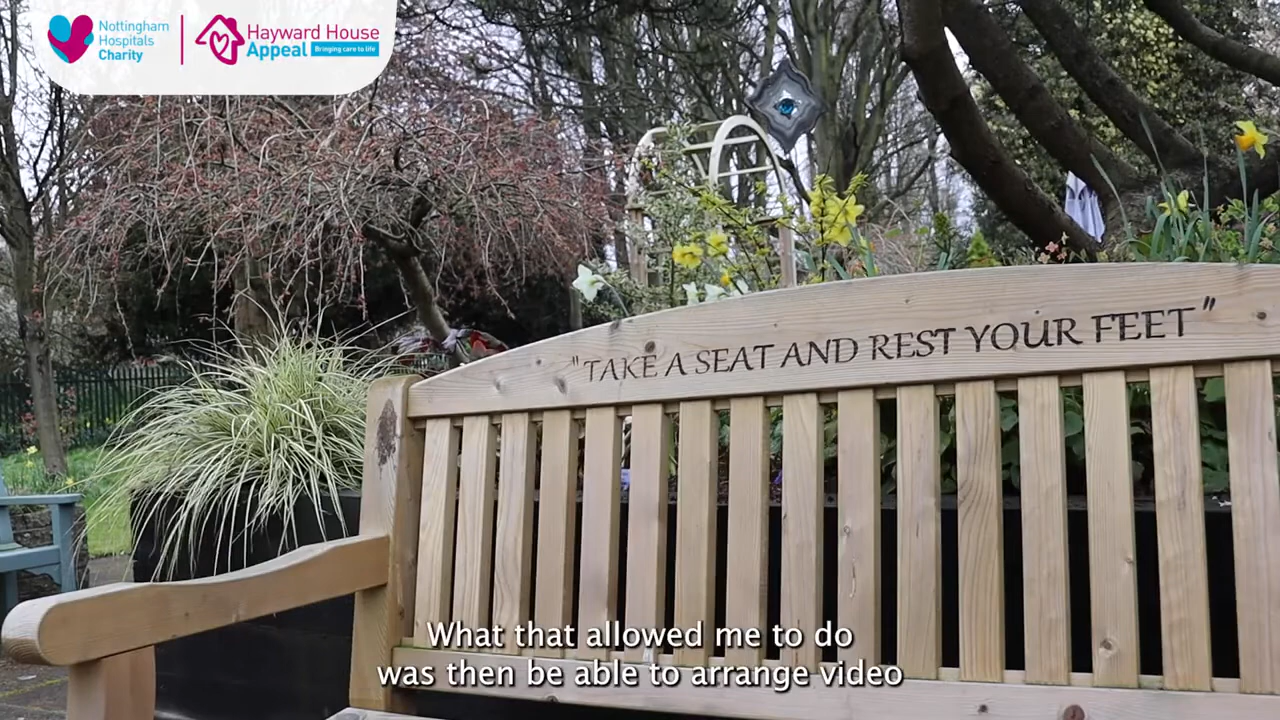 Nottingham
Hospitals
Charity
Hayward House
Appeal
Bringing care to life
"TAKE A SEAT AND REST YOUR FEET"
What that allowed me to do
was then be able to arrange video